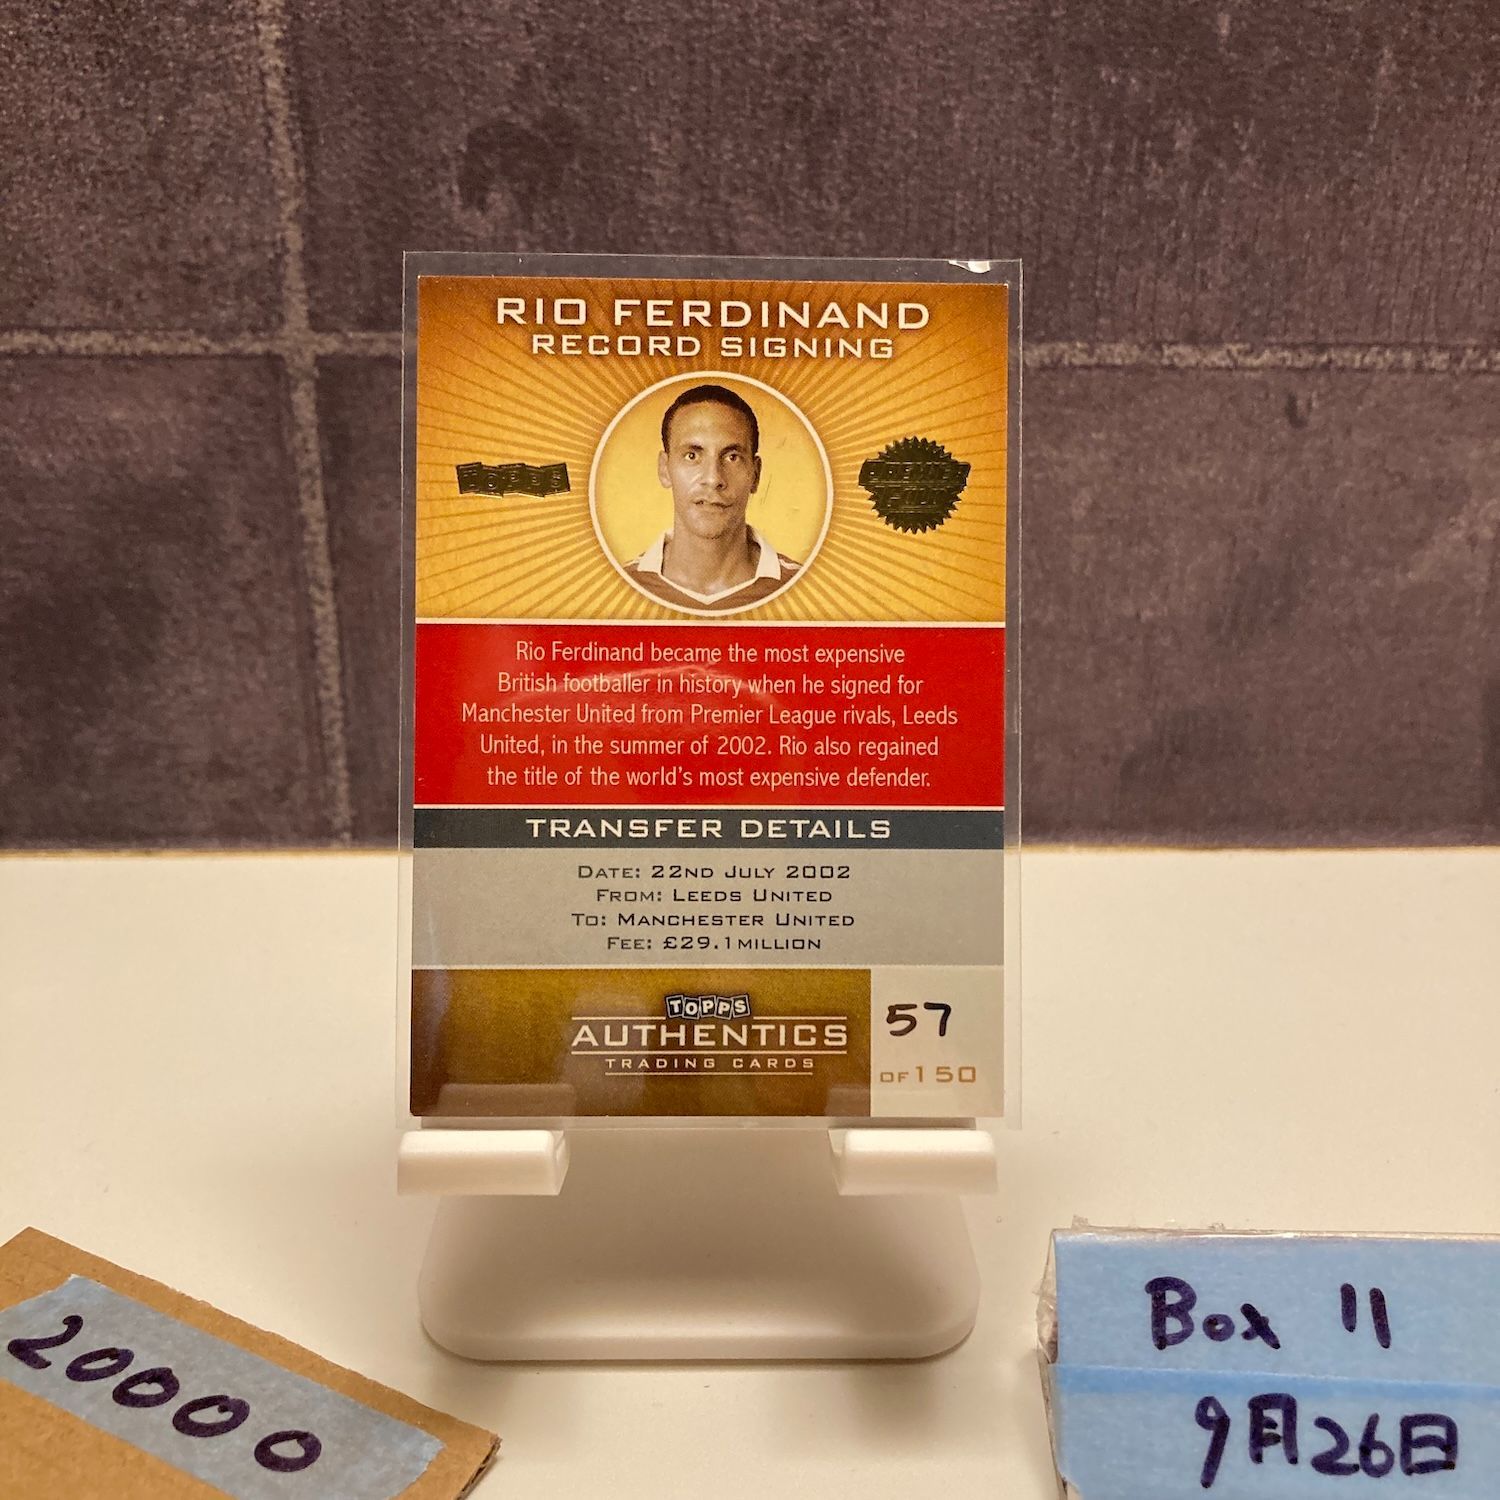 RIO FERDINAND
RECORD SIGNING
TOPPS
Rio Ferdinand became the most expensive
British footballer in history when he signed for
Manchester United from Premier League rivals, Leeds
United, in the summer of 2002. Rio also regained
the title of the world's most expensive defender.
TRANSFER DETAILS
DATE: 22ND JULY 2002
FROM: LEEDS UNITED
TO: MANCHESTER UNITED
FEE: £29.1MILLION
TOPPS
AUTHENTICS
TRADING CARDS
57
OF 150
20000
Box 11
9月26日